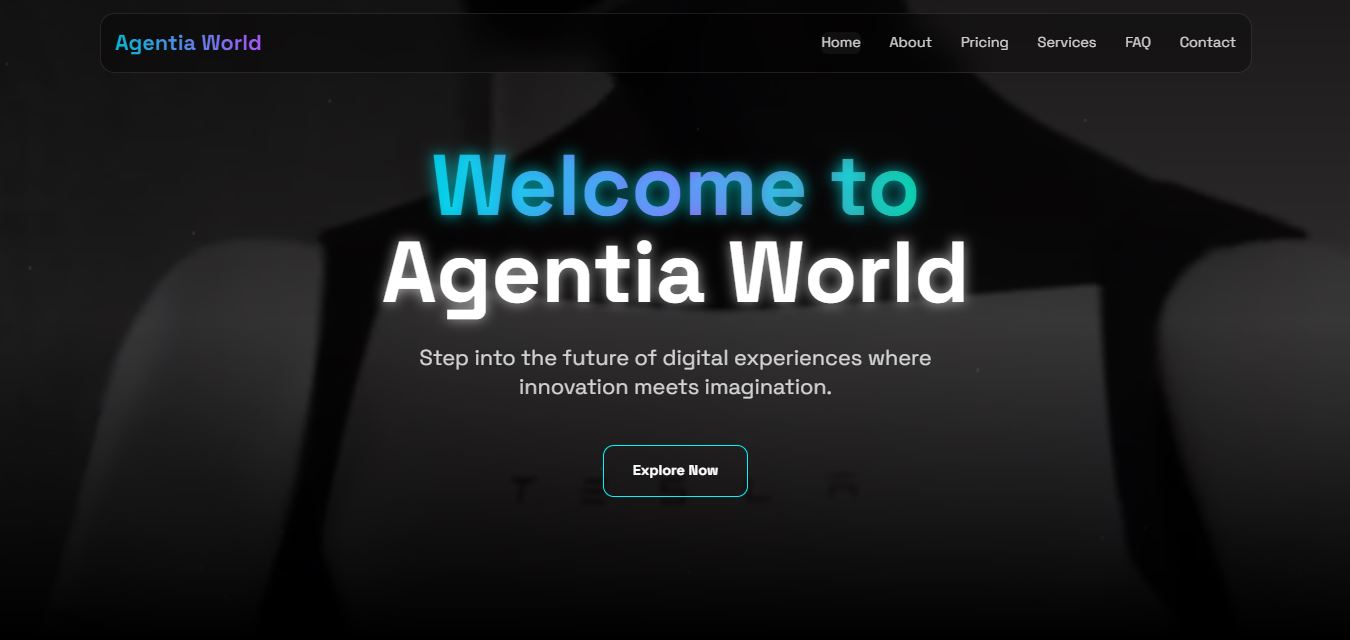 Agentia World
Home About Pricing Services FAQ Contact
Welcome to
Agentia World
Step into the future of digital experiences where
innovation meets imagination.
Explore Now